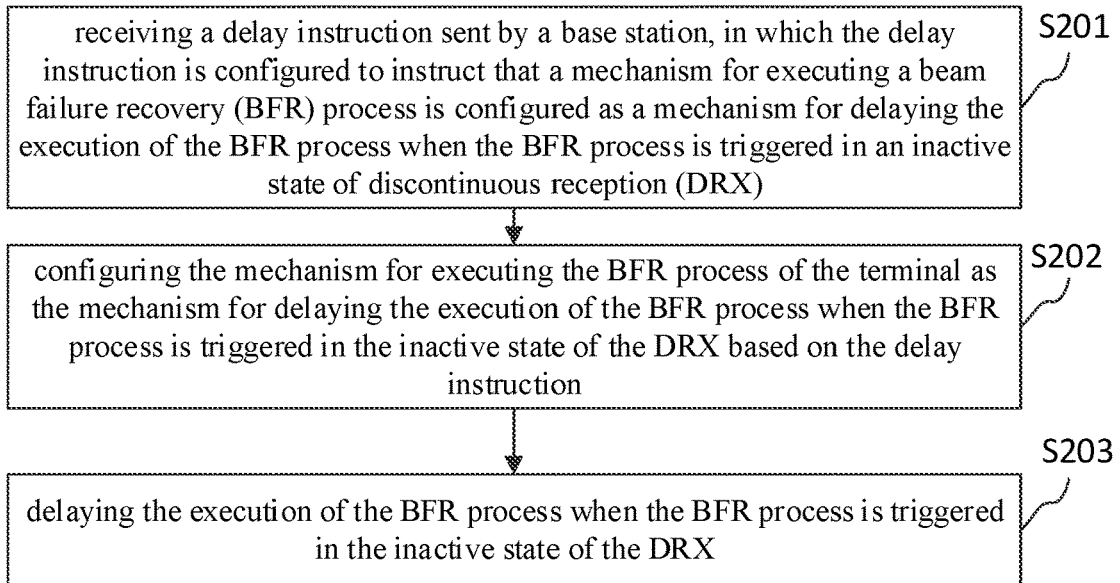 receiving a delay instruction sent by a base station, in which the delay
instruction is configured to instruct that a mechanism for executing a beam
failure recovery (BFR) process is configured as a mechanism for delaying the
execution of the BFR process when the BFR process is triggered in an inactive
state of discontinuous reception (DRX)
S201
configuring the mechanism for executing the BFR process of the terminal as
the mechanism for delaying the execution of the BFR process when the BFR
process is triggered in the inactive state of the DRX based on the delay
instruction
S202
delaying the execution of the BFR process when the BFR process is triggered
in the inactive state of the DRX
S203